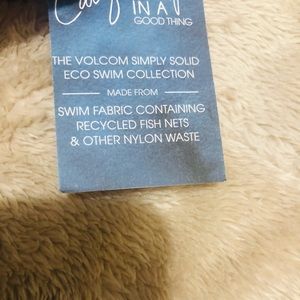 IN A
GOOD THING
THE VOLCOM SIMPLY SOLID
ECO SWIM COLLECTION
MADE FROM
SWIM FABRIC CONTAINING
RECYCLED FISH NETS
& OTHER NYLON WASTE